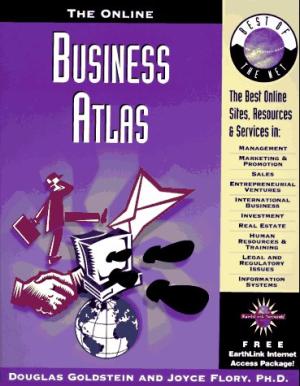 THE ONLINE
BUSINESS
ATLAS
BEST OF
THE NET
The Best Online
Sites, Resources
& Services in:
MANAGEMENT
MARKETING &
PROMOTION
SALES
ENTREPRENEURIAL
VENTURES
INTERNATIONAL
BUSINESS
INVESTMENT
REAL ESTATE
HUMAN
RESOURCES &
TRAINING
LEGAL AND
REGULATORY
ISSUES
INFORMATION
SYSTEMS
FREE
EarthLink Internet
Access Package!
DOUGLAS GOLDSTEIN AND JOYCE FLORY, PH.D.